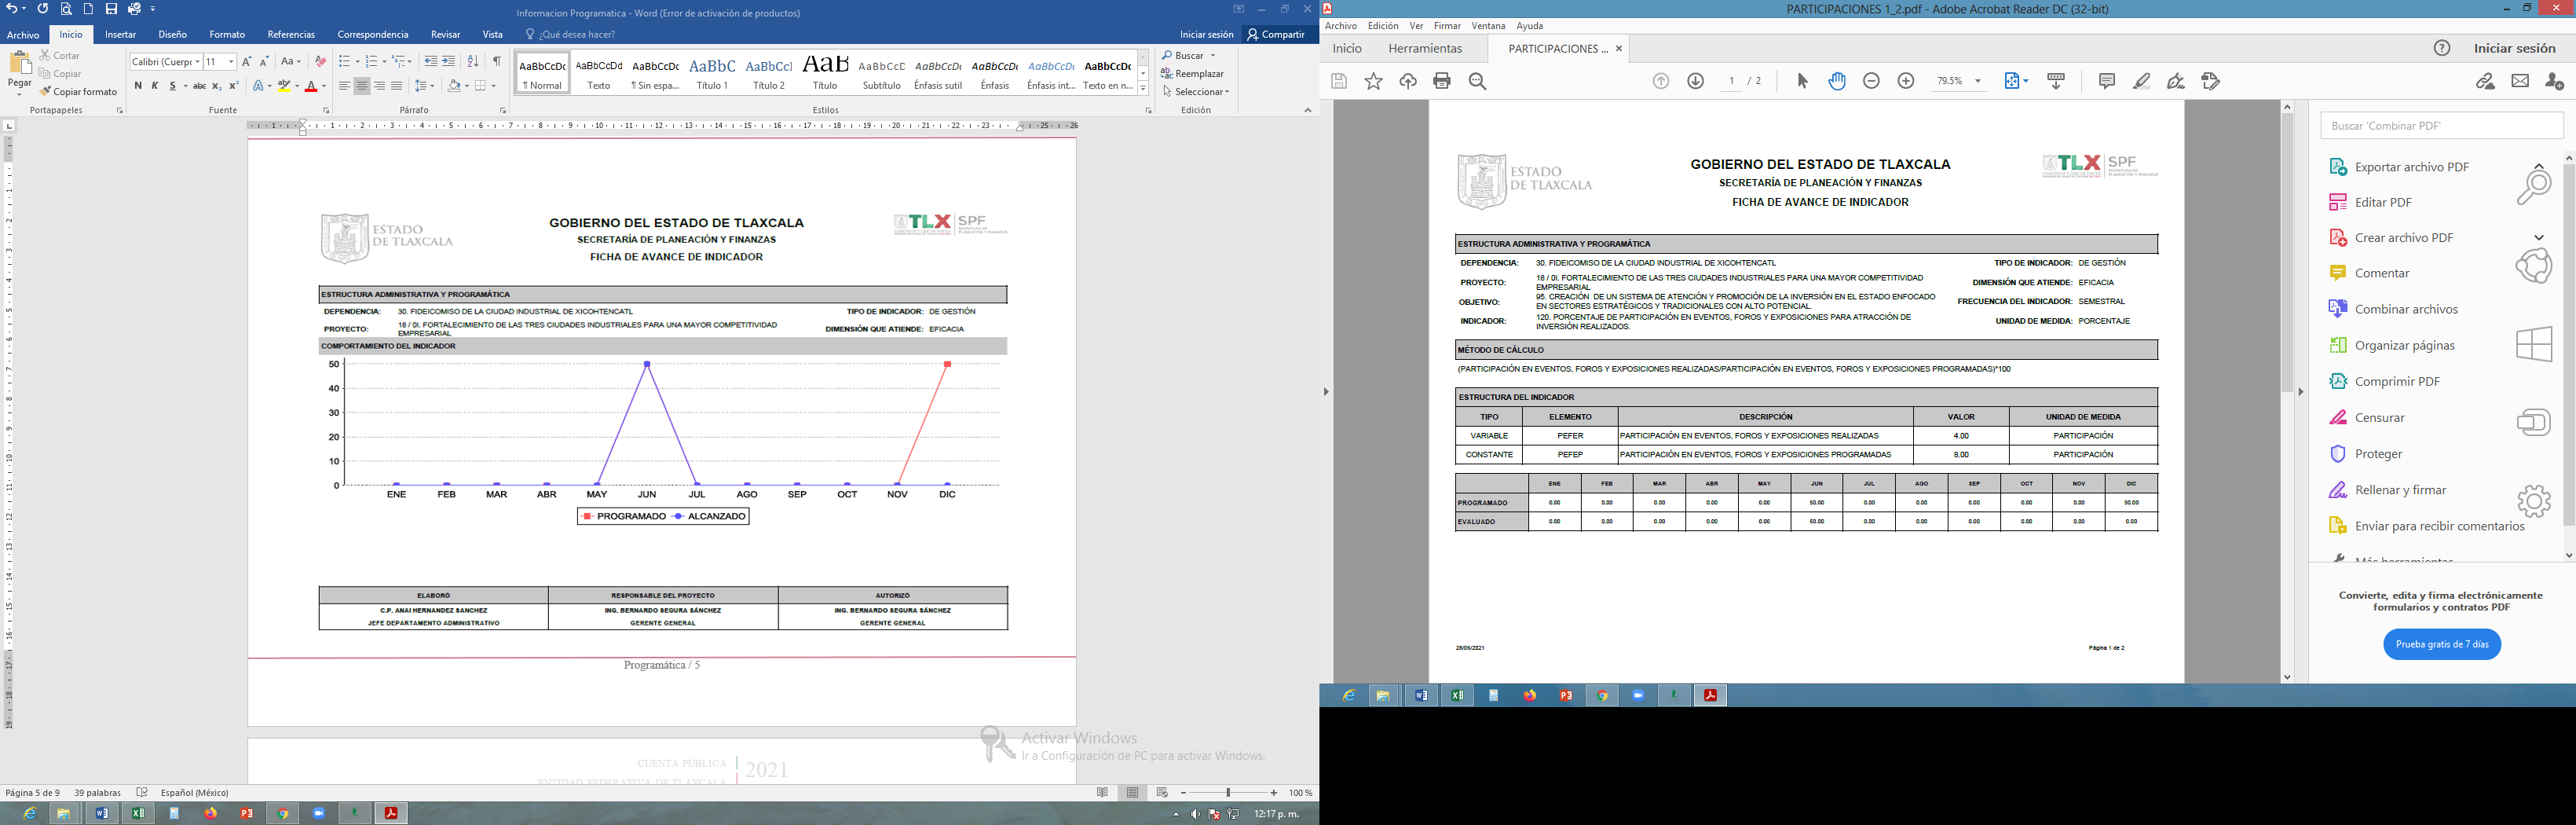 Informacion Programatica - Word (Error de activación de productos)
Archivo Inicio Insertar Diseño Formato Referencias Correspondencia Revisar Vista ¿Qué desea hacer? Iniciar sesión Compartir
Pegar
Cortar
Copiar
Copiar formato
Calibri (Cuerpo 11
N K S abc x₂ x²
AaBbCcDc AaBbCcDd AaBbCcDc AaBbC AaBbCcI AaB AaBbCcD AaBbCcDc AaBbCcDc AaBbCcDc AaBbCcDc
¶ Normal Texto ¶ Sin espa... Título 1 Título 2 Título Subtítulo Énfasis sutil Énfasis Énfasis int... Texto en n...
Buscar
Reemplazar
Seleccionar
Portapapeles Fuente Párrafo Estilos Edición
ESTADO
DE TLAXCALA
GOBIERNO DEL ESTADO DE TLAXCALA
SECRETARÍA DE PLANEACIÓN Y FINANZAS
FICHA DE AVANCE DE INDICADOR
TLX SPF
ESTRUCTURA ADMINISTRATIVA Y PROGRAMÁTICA
DEPENDENCIA: 30. FIDEICOMISO DE LA CIUDAD INDUSTRIAL DE XICOHTENCATL TIPO DE INDICADOR: DE GESTIÓN
PROYECTO: 18 / 0I. FORTALECIMIENTO DE LAS TRES CIUDADES INDUSTRIALES PARA UNA MAYOR COMPETITIVIDAD EMPRESARIAL DIMENSIÓN QUE ATIENDE: EFICACIA
COMPORTAMIENTO DEL INDICADOR
50
40
30
20
10
0
ENE FEB MAR ABR MAY JUN JUL AGO SEP OCT NOV DIC
PROGRAMADO ALCANZADO
ELABORÓ RESPONSABLE DEL PROYECTO AUTORIZÓ
C.P. ANAI HERNANDEZ SANCHEZ ING. BERNARDO SEGURA SÁNCHEZ ING. BERNARDO SEGURA SÁNCHEZ
JEFE DEPARTAMENTO ADMINISTRATIVO GERENTE GENERAL GERENTE GENERAL
Programática / 5
Activar Windows
Ir a Configuración de PC para activar Windows.
CUENTA PÚBLICA 2021
ENTIDAD FEDERATIVA DE TLAXCALA
Página 5 de 9 39 palabras Español (México) 100 %
12:17 p. m.
PARTICIPACIONES 1_2.pdf - Adobe Acrobat Reader DC (32-bit)
Archivo Edición Ver Firmar Ventana Ayuda
Inicio Herramientas PARTICIPACIONES ... × Iniciar sesión
1 / 2 79.5%
ESTADO
DE TLAXCALA
GOBIERNO DEL ESTADO DE TLAXCALA
SECRETARÍA DE PLANEACIÓN Y FINANZAS
FICHA DE AVANCE DE INDICADOR
TLX SPF
ESTRUCTURA ADMINISTRATIVA Y PROGRAMÁTICA
DEPENDENCIA: 30. FIDEICOMISO DE LA CIUDAD INDUSTRIAL DE XICOHTENCATL TIPO DE INDICADOR: DE GESTIÓN
PROYECTO: 18 / 0I. FORTALECIMIENTO DE LAS TRES CIUDADES INDUSTRIALES PARA UNA MAYOR COMPETITIVIDAD EMPRESARIAL DIMENSIÓN QUE ATIENDE: EFICACIA
OBJETIVO: 95. CREACIÓN DE UN SISTEMA DE ATENCIÓN Y PROMOCIÓN DE LA INVERSIÓN EN EL ESTADO ENFOCADO EN SECTORES ESTRATÉGICOS Y TRADICIONALES CON ALTO POTENCIAL. FRECUENCIA DEL INDICADOR: SEMESTRAL
INDICADOR: 120. PORCENTAJE DE PARTICIPACIÓN EN EVENTOS, FOROS Y EXPOSICIONES PARA ATRACCIÓN DE INVERSIÓN REALIZADOS. UNIDAD DE MEDIDA: PORCENTAJE
MÉTODO DE CÁLCULO
(PARTICIPACIÓN EN EVENTOS, FOROS Y EXPOSICIONES REALIZADAS/PARTICIPACIÓN EN EVENTOS, FOROS Y EXPOSICIONES PROGRAMADAS)*100
ESTRUCTURA DEL INDICADOR
TIPO ELEMENTO DESCRIPCIÓN VALOR UNIDAD DE MEDIDA
VARIABLE PEFER PARTICIPACIÓN EN EVENTOS, FOROS Y EXPOSICIONES REALIZADAS 4.00 PARTICIPACIÓN
CONSTANTE PEFEP PARTICIPACIÓN EN EVENTOS, FOROS Y EXPOSICIONES PROGRAMADAS 8.00 PARTICIPACIÓN
ENE FEB MAR ABR MAY JUN JUL AGO SEP OCT NOV DIC
PROGRAMADO 0.00 0.00 0.00 0.00 0.00 50.00 0.00 0.00 0.00 0.00 0.00 50.00
EVALUADO 0.00 0.00 0.00 0.00 0.00 50.00 0.00 0.00 0.00 0.00 0.00 0.00
28/06/2021 Página 1 de 2
Buscar 'Combinar PDF'
Exportar archivo PDF
Editar PDF
Crear archivo PDF
Comentar
Combinar archivos
Organizar páginas
Comprimir PDF
Censurar
Proteger
Rellenar y firmar
Enviar para recibir comentarios
Más herramientas
Convierte, edita y firma electrónicamente
formularios y contratos PDF
Prueba gratis de 7 días